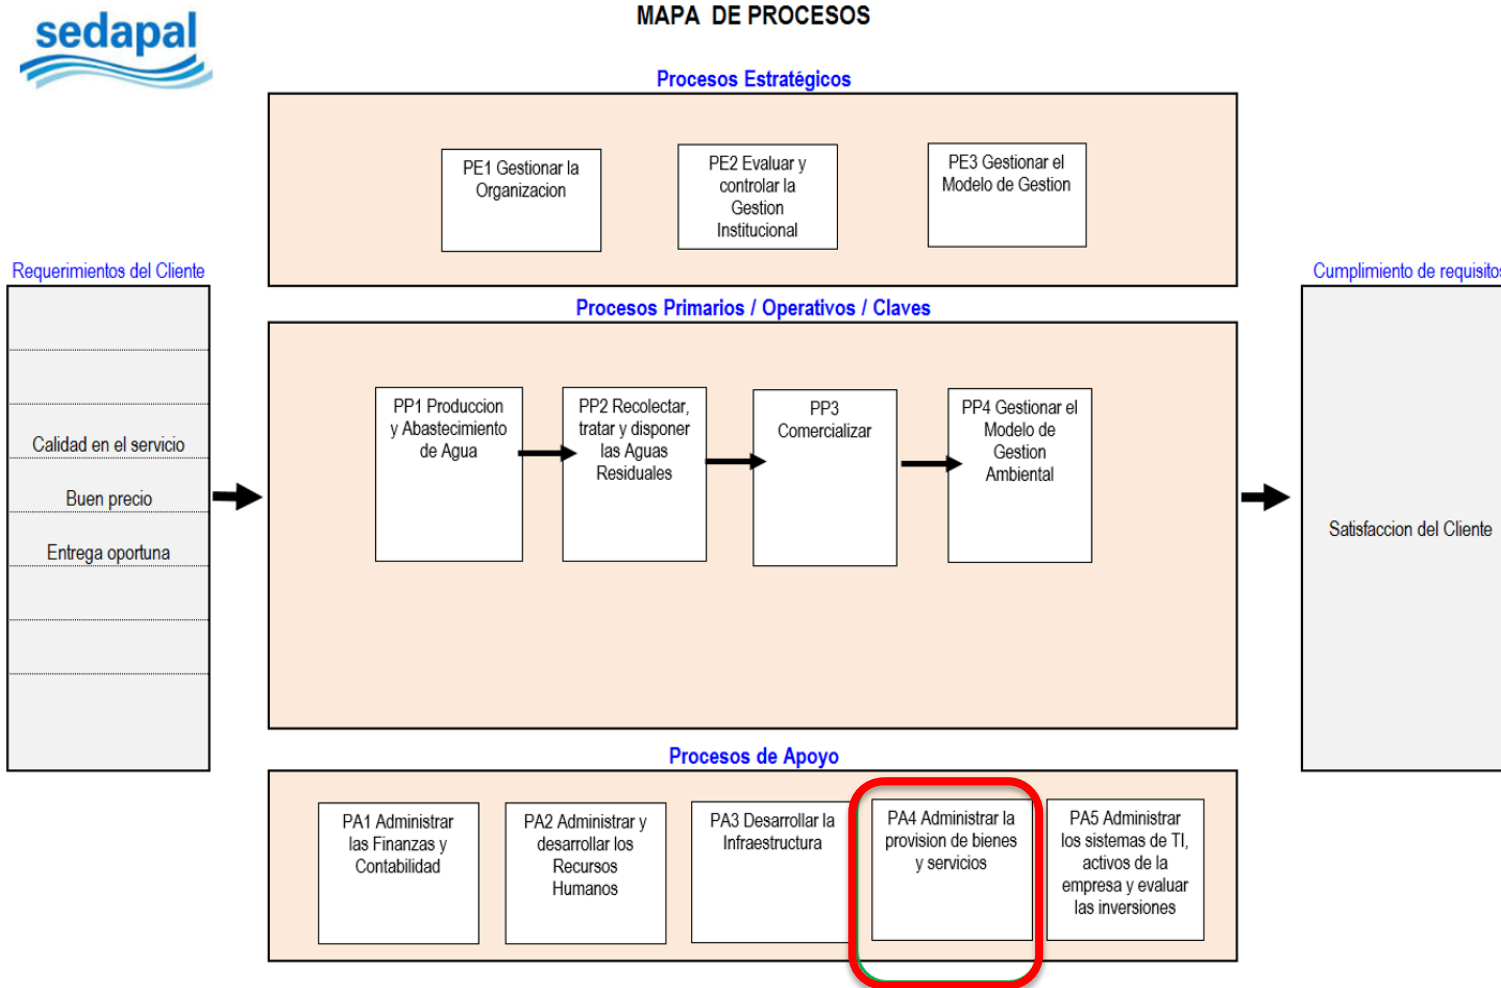 sedapal
MAPA DE PROCESOS
Procesos Estratégicos
PE1 Gestionar la
Organizacion
PE2 Evaluar y
controlar la
Gestion
Institucional
PE3 Gestionar el
Modelo de Gestion
Requerimientos del Cliente
Calidad en el servicio
Buen precio
Entrega oportuna
Procesos Primarios / Operativos / Claves
PP1 Produccion
y Abastecimiento
de Agua
PP2 Recolectar,
tratar y disponer
las Aguas
Residuales
PP3
Comercializar
PP4 Gestionar el
Modelo de
Gestion
Ambiental
Cumplimiento de requisitos
Satisfaccion del Cliente
Procesos de Apoyo
PA1 Administrar
las Finanzas y
Contabilidad
PA2 Administrar y
desarrollar los
Recursos
Humanos
PA3 Desarrollar la
Infraestructura
PA4 Administrar la
provision de bienes
y servicios
PA5 Administrar
los sistemas de TI,
activos de la
empresa y evaluar
las inversiones